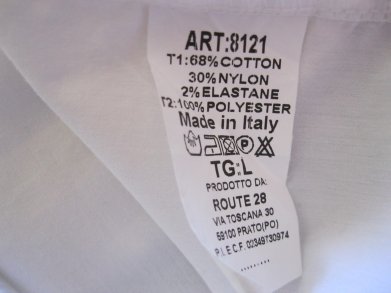 ART:8121
T1:68%COTTON
30%NYLON
2%ELASTANE
T2:100%POLYESTER
Made in Italy
TG:L
PRODOTTO DA:
ROUTE 28
VIA TOSCANA 30
59100 PRATO(PO)
P.I. E C.F. 02349730974